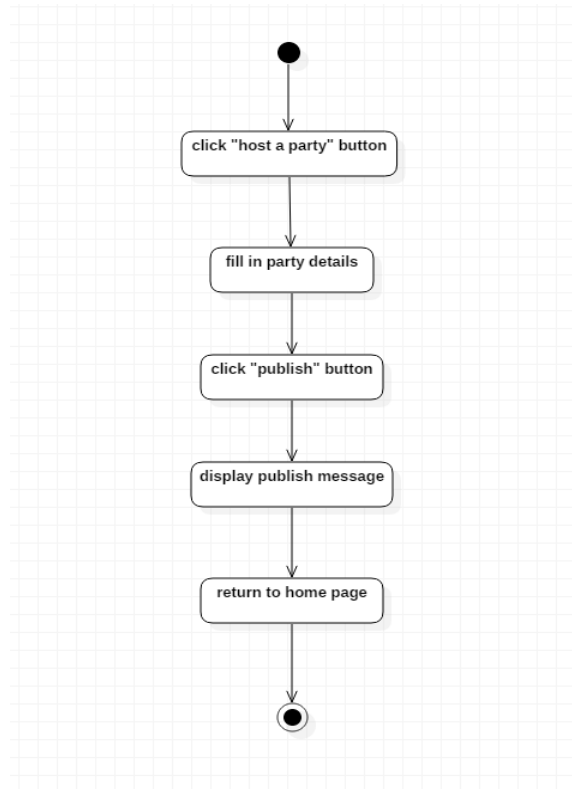 click "host a party" button
fill in party details
click "publish" button
display publish message
return to home page